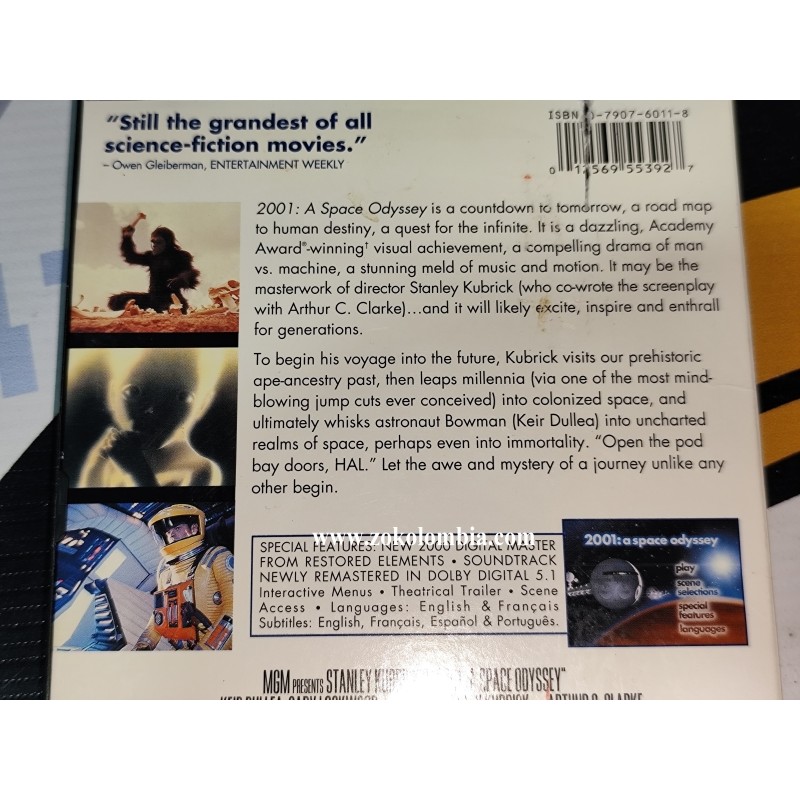 "Still the grandest of all
science-fiction movies."
– Owen Gleiberman, ENTERTAINMENT WEEKLY
ISBN 0-7907-6011-8
0 12569 55392 7
2001: A Space Odyssey is a countdown to tomorrow, a road map
to human destiny, a quest for the infinite. It is a dazzling, Academy
Award®-winning† visual achievement, a compelling drama of man
vs. machine, a stunning meld of music and motion. It may be the
masterwork of director Stanley Kubrick (who co-wrote the screenplay
with Arthur C. Clarke)...and it will likely excite, inspire and enthrall
for generations.
To begin his voyage into the future, Kubrick visits our prehistoric
ape-ancestry past, then leaps millennia (via one of the most mind-
blowing jump cuts ever conceived) into colonized space, and
ultimately whisks astronaut Bowman (Keir Dullea) into uncharted
realms of space, perhaps even into immortality. "Open the pod
bay doors, HAL." Let the awe and mystery of a journey unlike any
other begin.
www.zokolombia.com
SPECIAL FEATURES: NEW 2000 DIGITAL MASTER
FROM RESTORED ELEMENTS • SOUNDTRACK
NEWLY REMASTERED IN DOLBY DIGITAL 5.1
Interactive Menus • Theatrical Trailer • Scene
Access • Languages: English & Français
Subtitles: English, Français, Español & Português.
2001: a space odyssey
play
scene
selections
special
features
languages
MGM PRESENTS STANLEY A SPACE ODYSSEY"